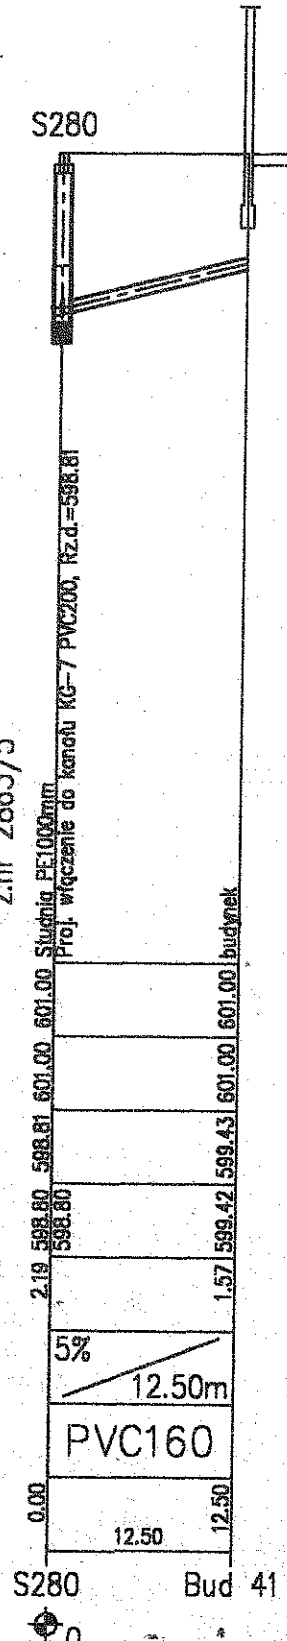 S280
Studnia PE1000mm
Proj. włączenie do kanału KG-7 PVC200, Rz.d.=598.81
budynek
601.00 601.00
601.00 601.00
598.81 599.43
598.80 599.42
598.80
2.19 1.57
5%
12.50m
PVC160
0.00 12.50
12.50
S280 Bud 41
0